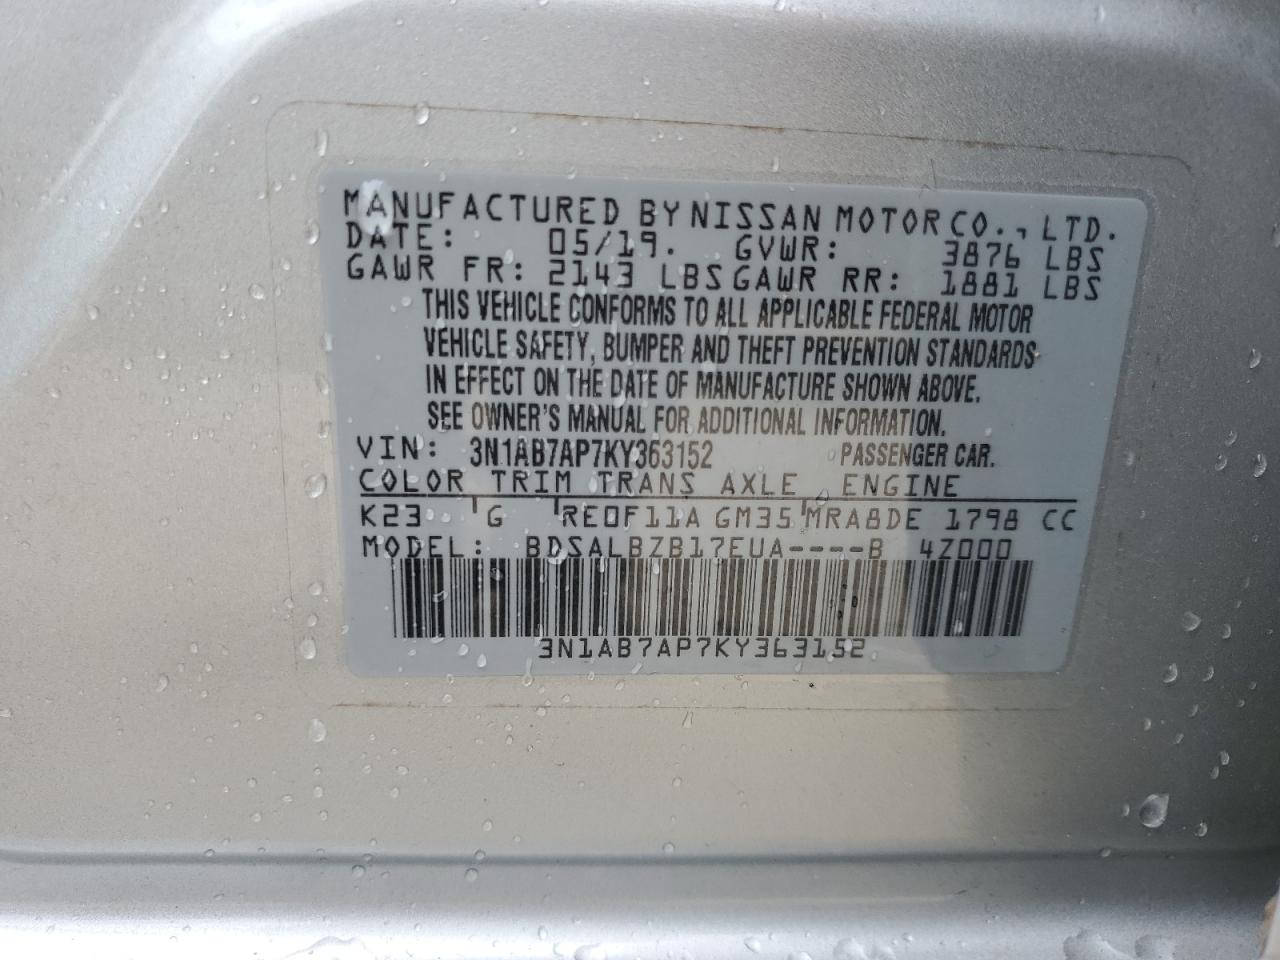 MANUFACTURED BY NISSAN MOTOR CO., LTD.
DATE: 05/19. GVWR: 3876 LBS
GAWR FR: 2143 LBS GAWR RR: 1881 LBS
THIS VEHICLE CONFORMS TO ALL APPLICABLE FEDERAL MOTOR
VEHICLE SAFETY, BUMPER AND THEFT PREVENTION STANDARDS
IN EFFECT ON THE DATE OF MANUFACTURE SHOWN ABOVE.
SEE OWNER'S MANUAL FOR ADDITIONAL INFORMATION.
VIN: 3N1AB7AP7KY363152 PASSENGER CAR.
COLOR TRIM TRANS AXLE ENGINE
K23 G RE0F11A GM35 MRA8DE 1798 CC
MODEL: BDSALBZB17EUA----B 4Z000
3N1AB7AP7KY363152